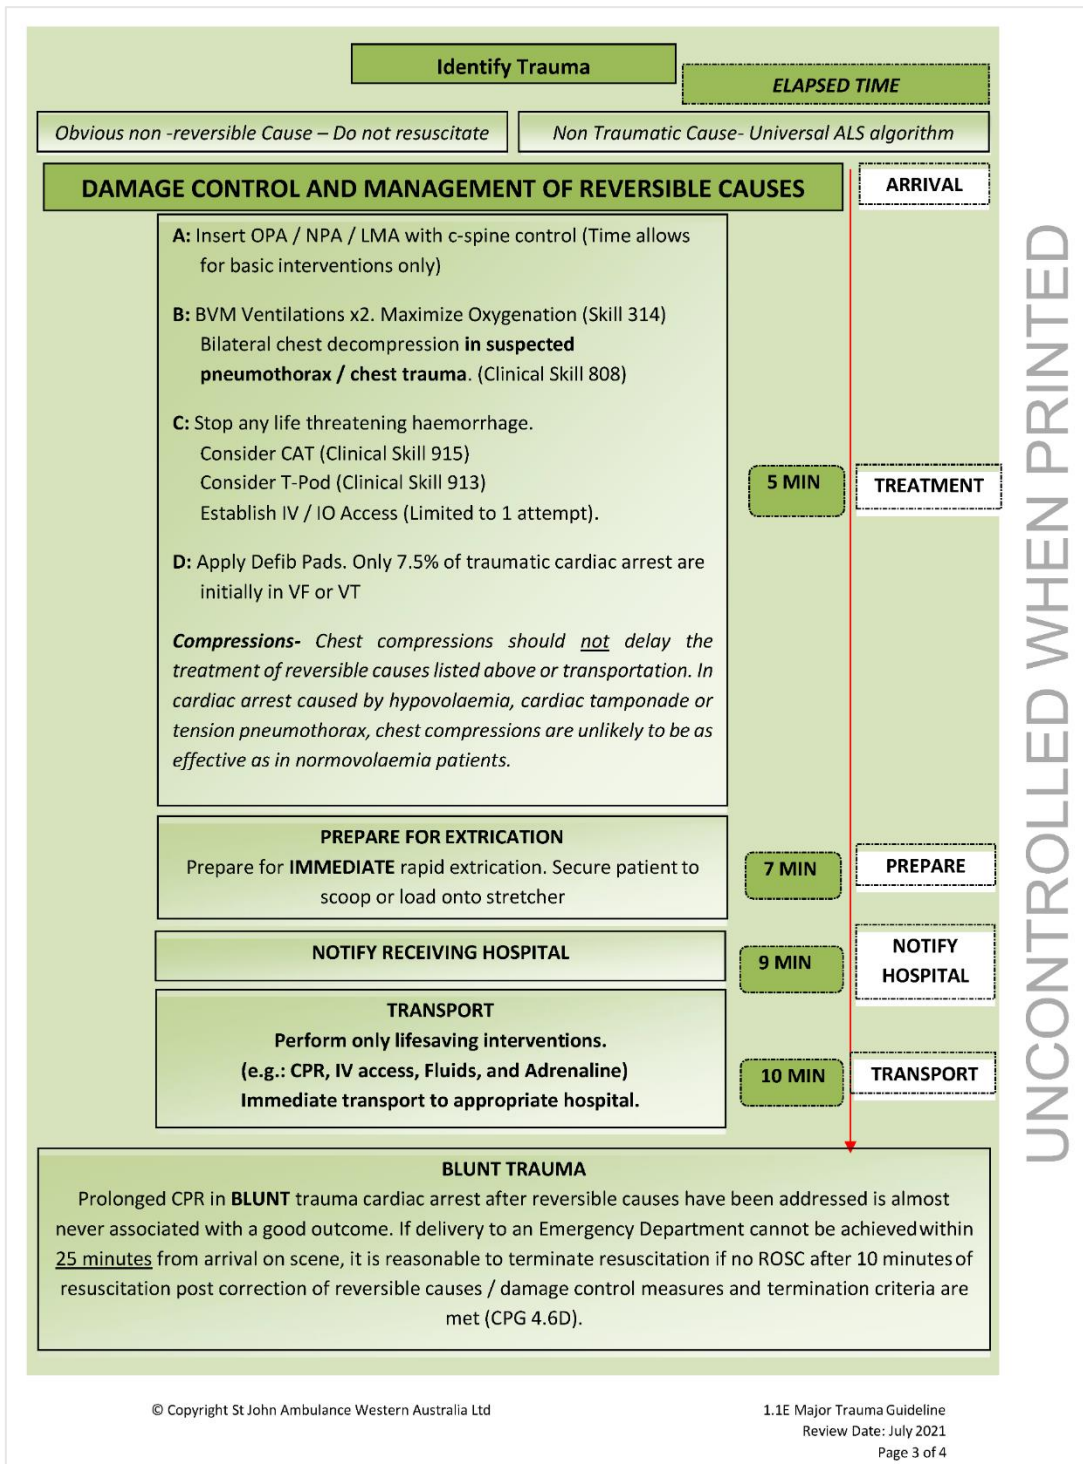 Identify Trauma
ELAPSED TIME
Obvious non -reversible Cause – Do not resuscitate
Non Traumatic Cause- Universal ALS algorithm
DAMAGE CONTROL AND MANAGEMENT OF REVERSIBLE CAUSES
ARRIVAL
A: Insert OPA / NPA / LMA with c-spine control (Time allows
for basic interventions only)
B: BVM Ventilations x2. Maximize Oxygenation (Skill 314)
Bilateral chest decompression in suspected
pneumothorax / chest trauma. (Clinical Skill 808)
C: Stop any life threatening haemorrhage.
Consider CAT (Clinical Skill 915)
Consider T-Pod (Clinical Skill 913)
Establish IV / IO Access (Limited to 1 attempt).
D: Apply Defib Pads. Only 7.5% of traumatic cardiac arrest are
initially in VF or VT
Compressions- Chest compressions should not delay the
treatment of reversible causes listed above or transportation. In
cardiac arrest caused by hypovolaemia, cardiac tamponade or
tension pneumothorax, chest compressions are unlikely to be as
effective as in normovolaemia patients.
5 MIN
TREATMENT
PREPARE FOR EXTRICATION
Prepare for IMMEDIATE rapid extrication. Secure patient to
scoop or load onto stretcher
7 MIN
PREPARE
NOTIFY RECEIVING HOSPITAL
9 MIN
NOTIFY
HOSPITAL
TRANSPORT
Perform only lifesaving interventions.
(e.g.: CPR, IV access, Fluids, and Adrenaline)
Immediate transport to appropriate hospital.
10 MIN
TRANSPORT
BLUNT TRAUMA
Prolonged CPR in BLUNT trauma cardiac arrest after reversible causes have been addressed is almost
never associated with a good outcome. If delivery to an Emergency Department cannot be achieved within
25 minutes from arrival on scene, it is reasonable to terminate resuscitation if no ROSC after 10 minutes of
resuscitation post correction of reversible causes / damage control measures and termination criteria are
met (CPG 4.6D).
UNCONTROLLED WHEN PRINTED
© Copyright St John Ambulance Western Australia Ltd
1.1E Major Trauma Guideline
Review Date: July 2021
Page 3 of 4